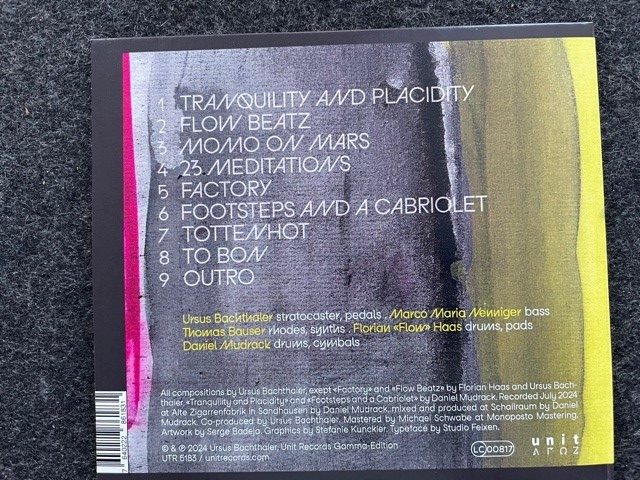 1 TRANQUILITY AND PLACIDITY
2 FLOW BEATZ
3 MOMO ON MARS
4 23 MEDITATIONS
5 FACTORY
6 FOOTSTEPS AND A CABRIOLET
7 TOTTENHOT
8 TO BON
9 OUTRO
Ursus Bachthaler stratocaster, pedals . Marco Maria Nenniger bass
Thomas Bauser rhodes, synths . Florian «Flow» Haas drums, pads
Daniel Mudrack drums, cymbals
All compositions by Ursus Bachthaler, exept «Factory» and «Flow Beatz» by Florian Haas and Ursus Bach-
thaler, «Tranquility and Placidity» and «Footsteps and a Cabriolet» by Daniel Mudrack. Recorded July 2024
at Alte Zigarrenfabrik in Sandhausen by Daniel Mudrack, mixed and produced at Schallraum by Daniel
Mudrack. Co-produced by Ursus Bachthaler. Mastered by Michael Schwabe at Monoposto Mastering.
Artwork by Serge Badeja. Graphics by Stefanie Kunckler. Typeface by Studio Feixen.
℗ & © 2024 Ursus Bachthaler, Unit Records Gamma-Edition
UTR 5183 / unitrecords.com
LC 00817
unit